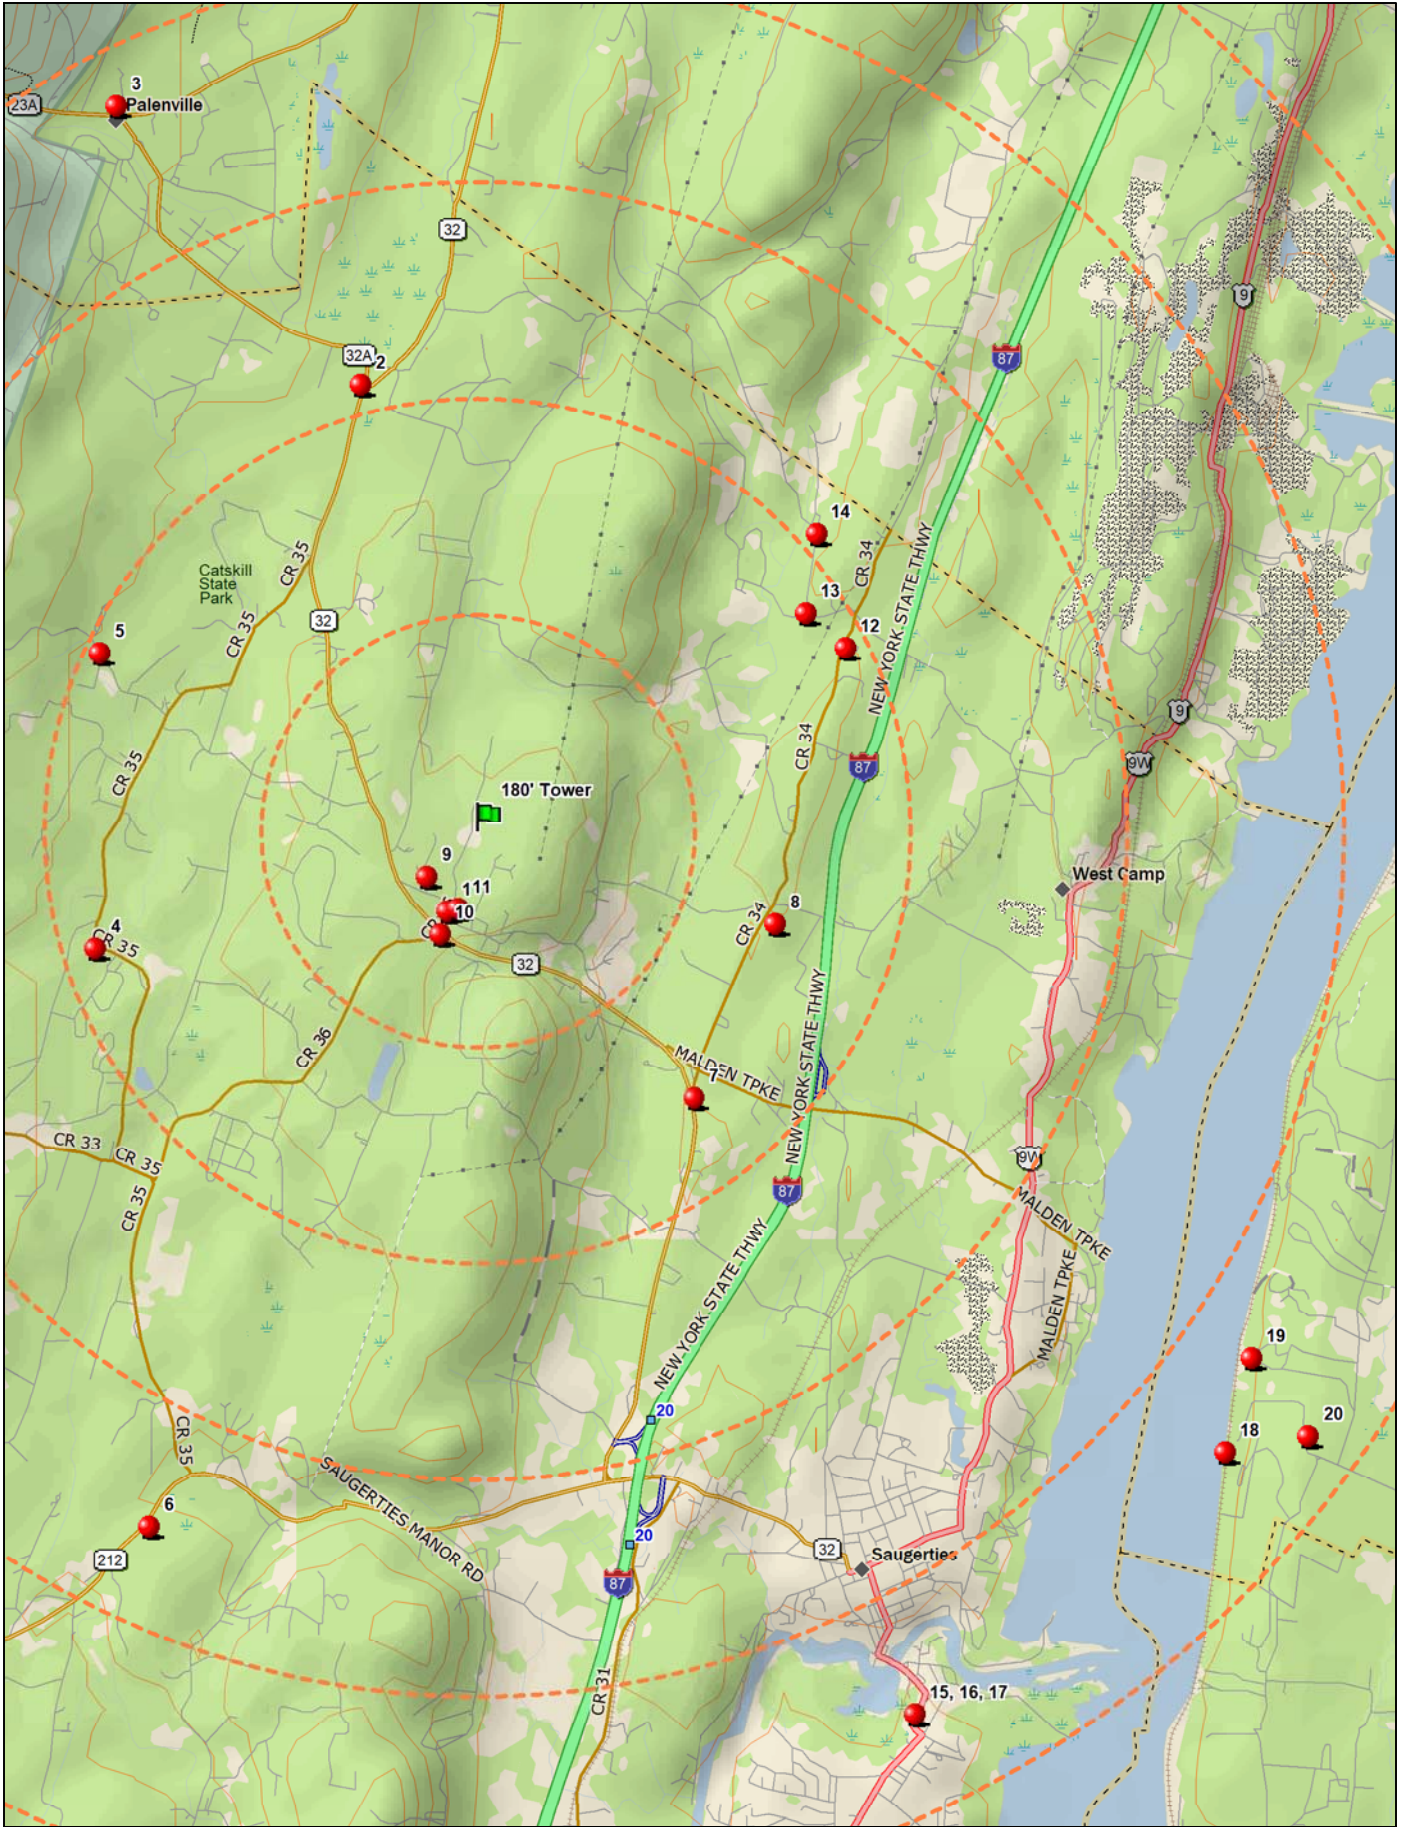 3
23A
Palenville
32
9
87
32A
2
14
CR 34
CR 35
Catskill
State
Park
13
32
CR 35
12
5
NEW YORK STATE THWY
9
CR 34
9W
87
CR 35
180' Tower
9
West Camp
1
11
8
10
4
CR 35
CR 34
32
NEW YORK STATE THWY
CR 36
MALDEN TPKE
7
CR 33
CR 35
9W
87
CR 35
MALDEN TPKE
NEW YORK STATE THWY
MALDEN TPKE
19
20
20
18
CR 35
SAUGERTIES MANOR RD
6
20
32
Saugerties
212
87
CR 31
15, 16, 17